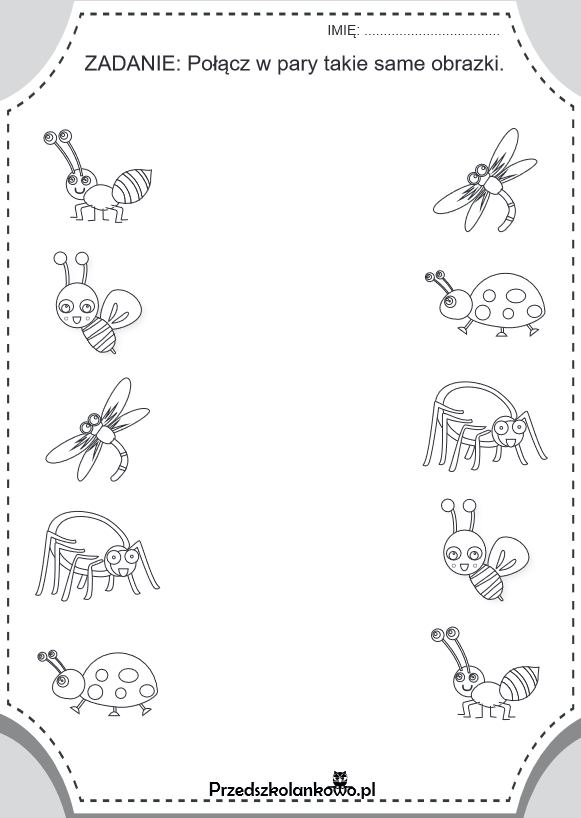 IMIĘ: ...................................
ZADANIE: Połącz w pary takie same obrazki.
Przedszkolankowo.pl